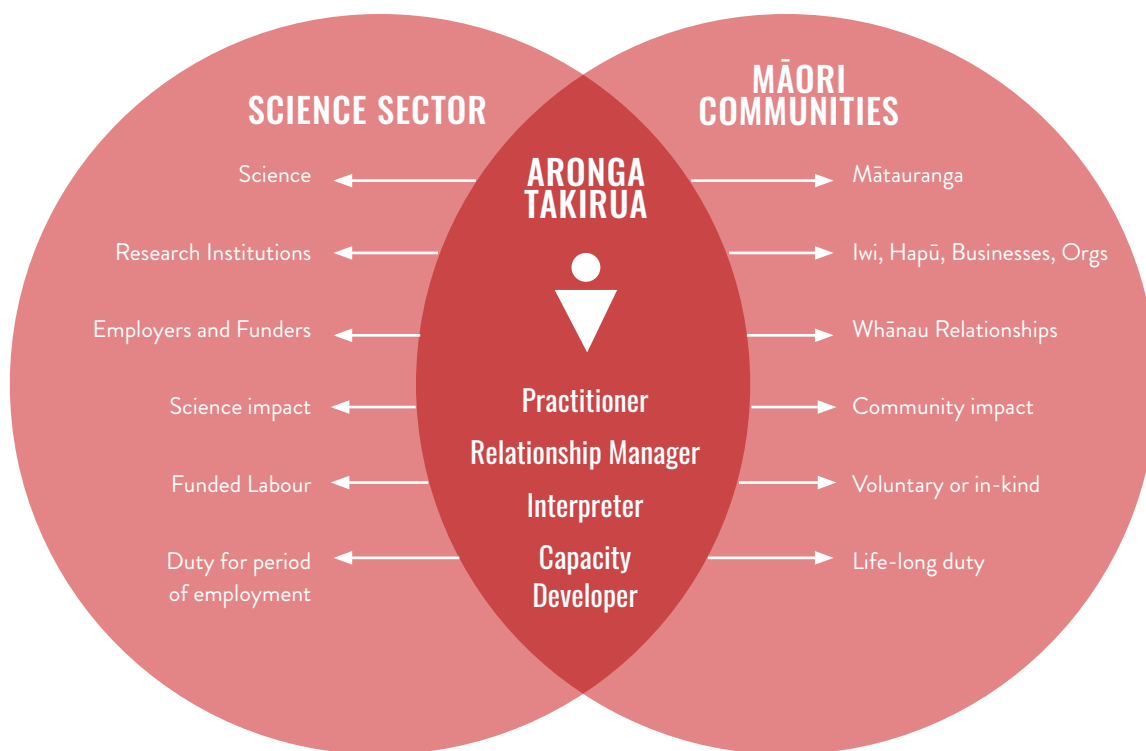 SCIENCE SECTOR
Science
Research Institutions
Employers and Funders
Science impact
Funded Labour
Duty for period
of employment
ARONGA
TAKIRUA
Practitioner
Relationship Manager
Interpreter
Capacity
Developer
MĀORI
COMMUNITIES
Mātauranga
Iwi, Hapū, Businesses, Orgs
Whānau Relationships
Community impact
Voluntary or in-kind
Life-long duty